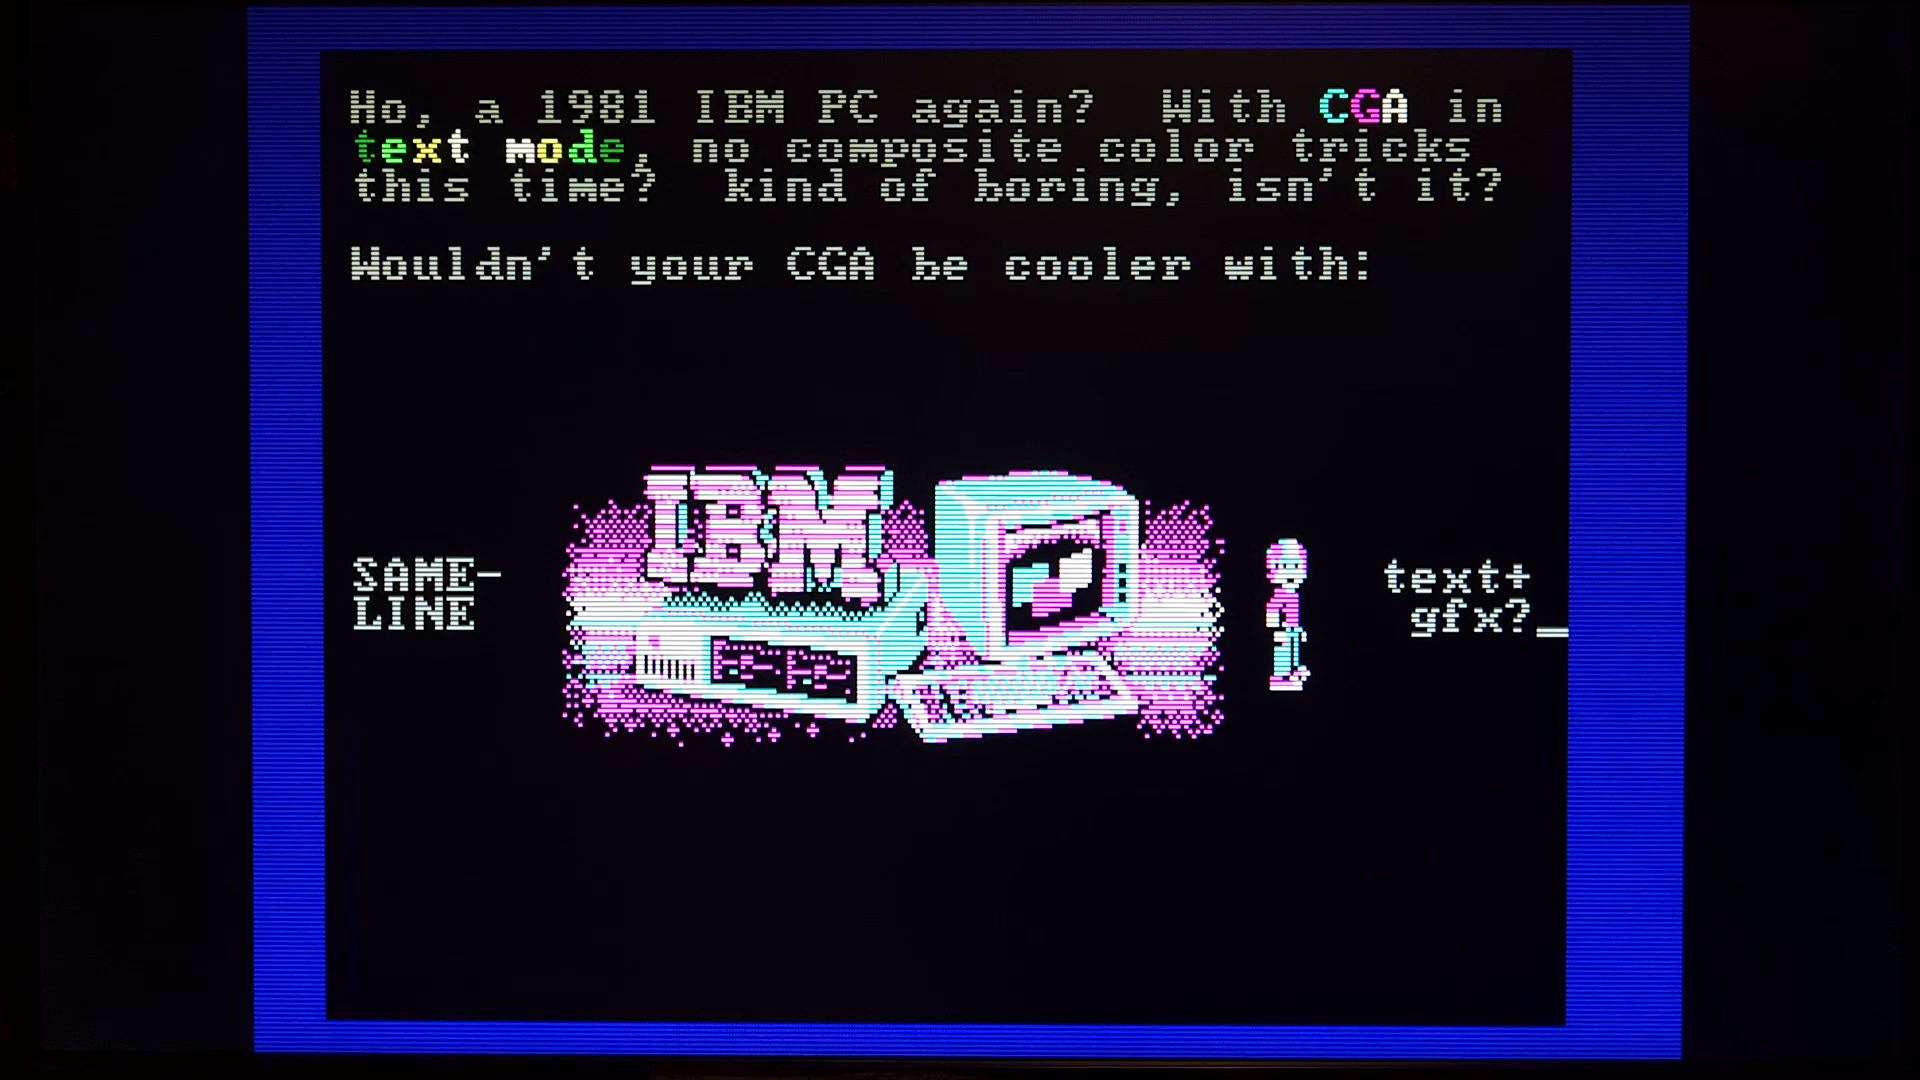 Ho, a 1981 IBM PC again?  With CGA in
text mode, no composite color tricks
this time?  kind of boring, isn't it?
Wouldn't your CGA be cooler with:
IBM
SAME-
LINE
text+
gfx?_